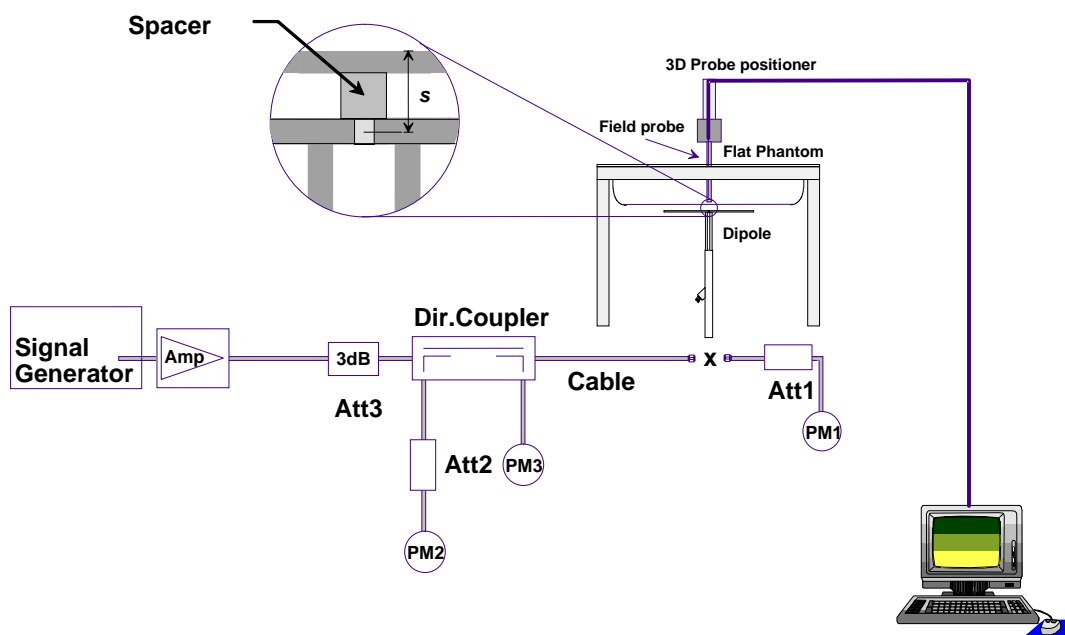 Spacer
s
3D Probe positioner
Field probe
Flat Phantom
Dipole
Signal
Generator
Amp
3dB
Att3
Dir.Coupler
Cable
x
Att1
PM1
Att2
PM3
PM2